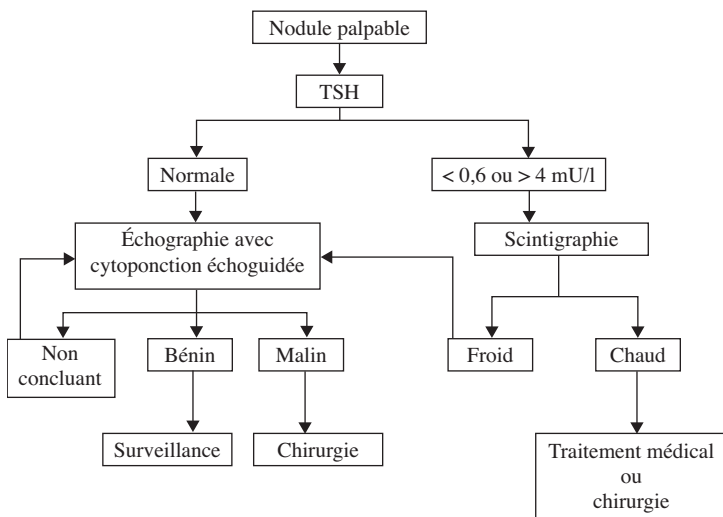 Nodule palpable
TSH
Normale
< 0,6 ou > 4 mU/l
Échographie avec
cytoponction échoguidée
Scintigraphie
Non
concluant
Bénin
Malin
Froid
Chaud
Surveillance
Chirurgie
Traitement médical
ou
chirurgie